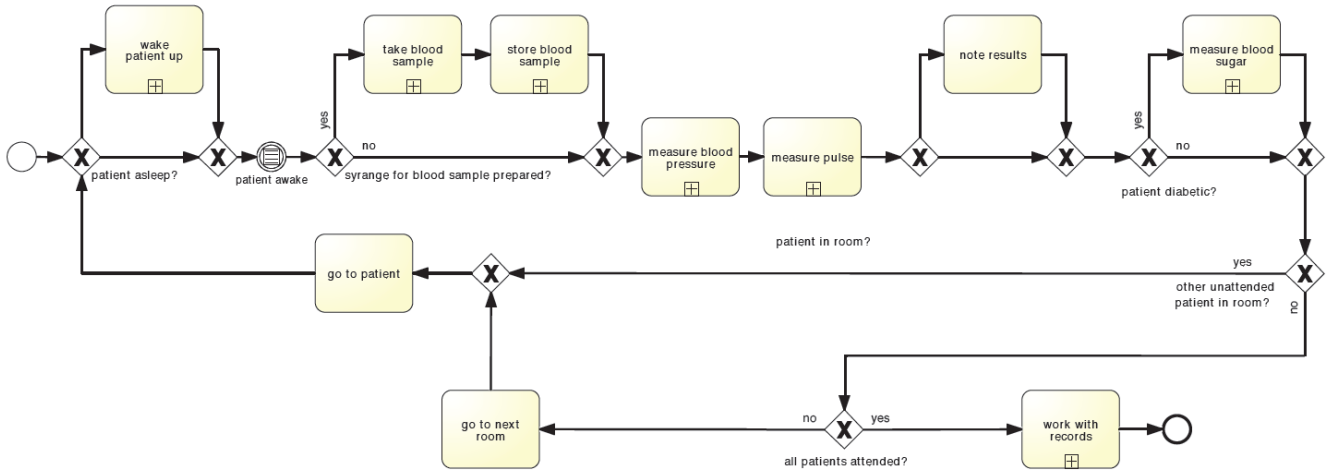 wake
patient up
patient asleep?
patient awake
yes
take blood
sample
store blood
sample
no
syrange for blood sample prepared?
measure blood
pressure
measure pulse
note results
yes
measure blood
sugar
no
patient diabetic?
patient in room?
go to patient
yes
other unattended
patient in room?
no
go to next
room
no
yes
all patients attended?
work with
records